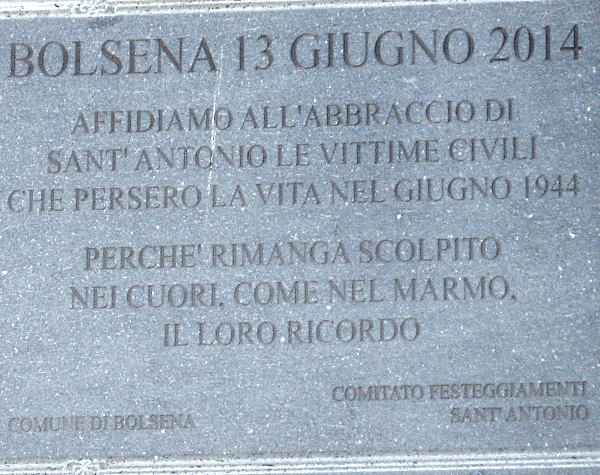 BOLSENA 13 GIUGNO 2014
AFFIDIAMO ALL'ABBRACCIO DI
SANT' ANTONIO LE VITTIME CIVILI
CHE PERSERO LA VITA NEL GIUGNO 1944
PERCHE' RIMANGA SCOLPITO
NEI CUORI, COME NEL MARMO,
IL LORO RICORDO
COMITATO FESTEGGIAMENTI
COMUNE DI BOLSENA SANT' ANTONIO